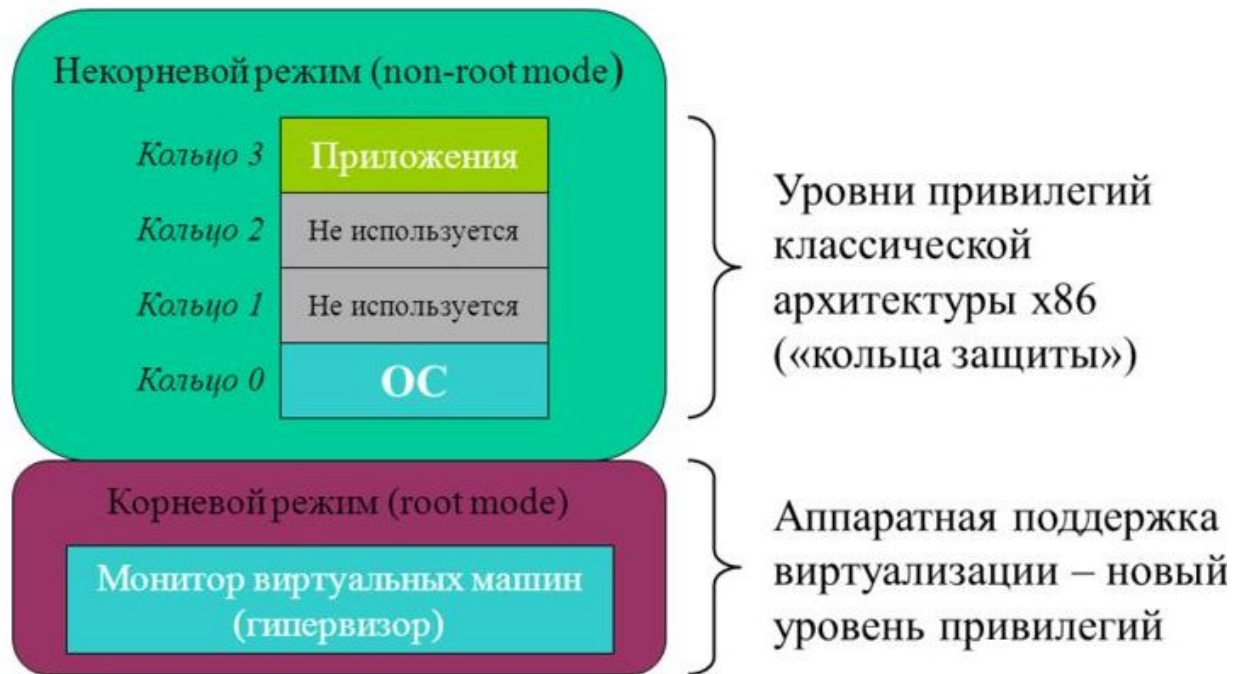 Некорневой режим (non-root mode)
Кольцо 3
Приложения
Кольцо 2
Не используется
Кольцо 1
Не используется
Кольцо 0
ОС
Уровни привилегий
классической
архитектуры x86
(«кольца защиты»)
Корневой режим (root mode)
Монитор виртуальных машин
(гипервизор)
Аппаратная поддержка
виртуализации – новый
уровень привилегий